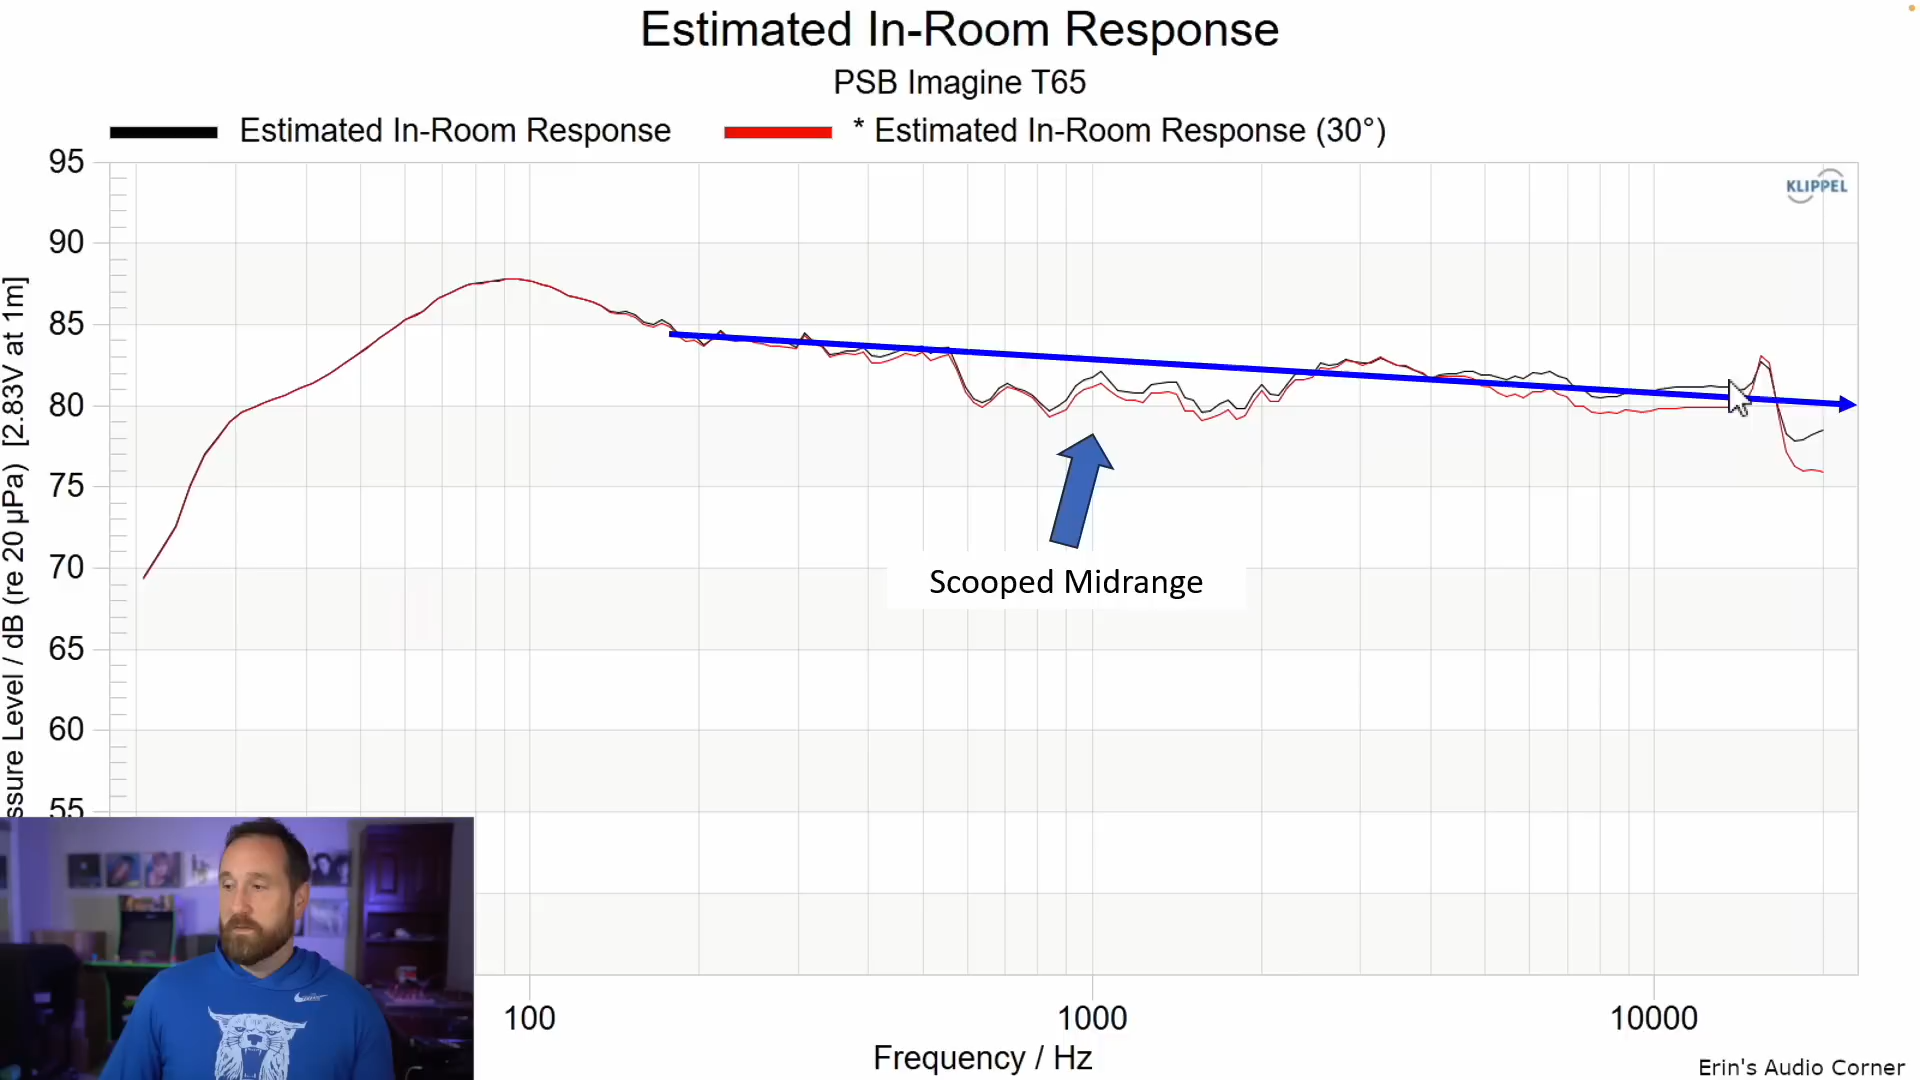 Estimated In-Room Response
PSB Imagine T65
Estimated In-Room Response
* Estimated In-Room Response (30°)
KLIPPEL
95
90
85
80
75
70
65
60
55
ssure Level / dB (re 20 µPa) [2.83V at 1m]
Scooped Midrange
100
1000
10000
Frequency / Hz
Erin's Audio Corner